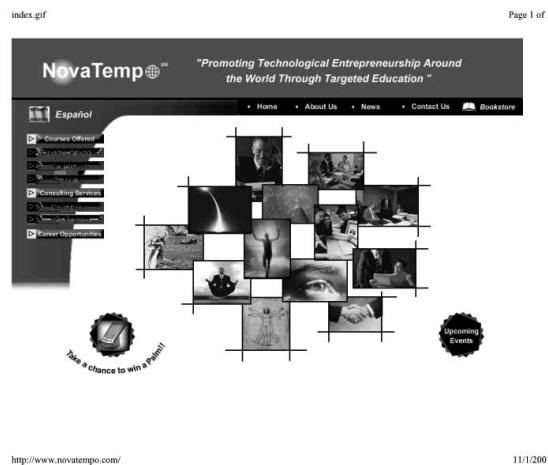 index.gif
Page 1 of
NovaTempo℠
"Promoting Technological Entrepreneurship Around
the World Through Targeted Education "
Español
Home
About Us
News
Contact Us
Bookstore
Courses Offered
Consulting Services
Career Opportunities
Take a chance to win a Palm!!
Upcoming
Events
http://www.novatempo.com/
11/1/200